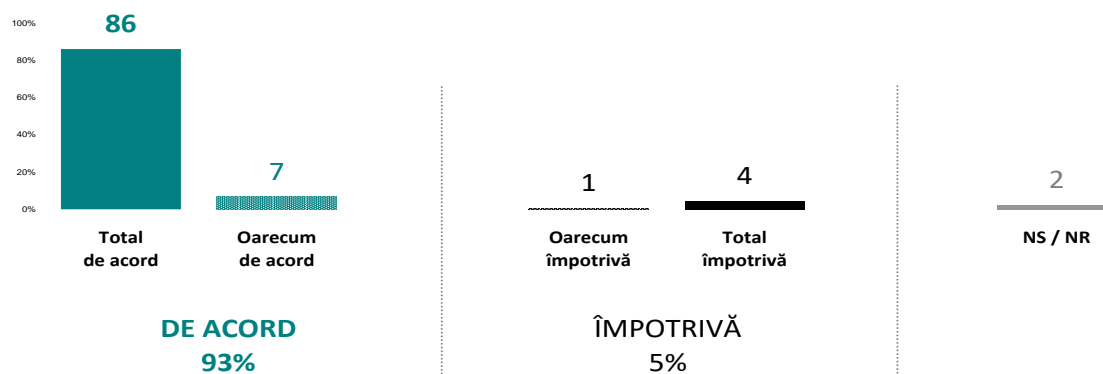 100%
80%
60%
40%
20%
0%
86
7
1
4
2
Total
de acord
Oarecum
de acord
Oarecum
împotrivă
Total
împotrivă
NS / NR
DE ACORD
93%
ÎMPOTRIVĂ
5%